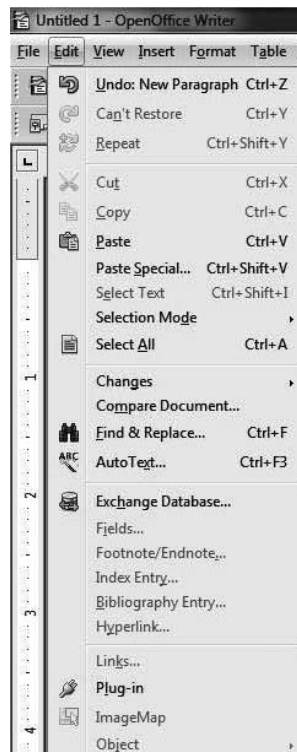 Untitled 1 - OpenOffice Writer
File Edit View Insert Format Table
Undo: New Paragraph Ctrl+Z
Can't Restore Ctrl+Y
Repeat Ctrl+Shift+Y
Cut Ctrl+X
Copy Ctrl+C
Paste Ctrl+V
Paste Special... Ctrl+Shift+V
Select Text Ctrl+Shift+I
Selection Mode
Select All Ctrl+A
Changes
Compare Document...
Find & Replace... Ctrl+F
ABC AutoText... Ctrl+F3
Exchange Database...
Fields...
Footnote/Endnote...
Index Entry...
Bibliography Entry...
Hyperlink...
Links...
Plug-in
ImageMap
Object
1
2
3
4